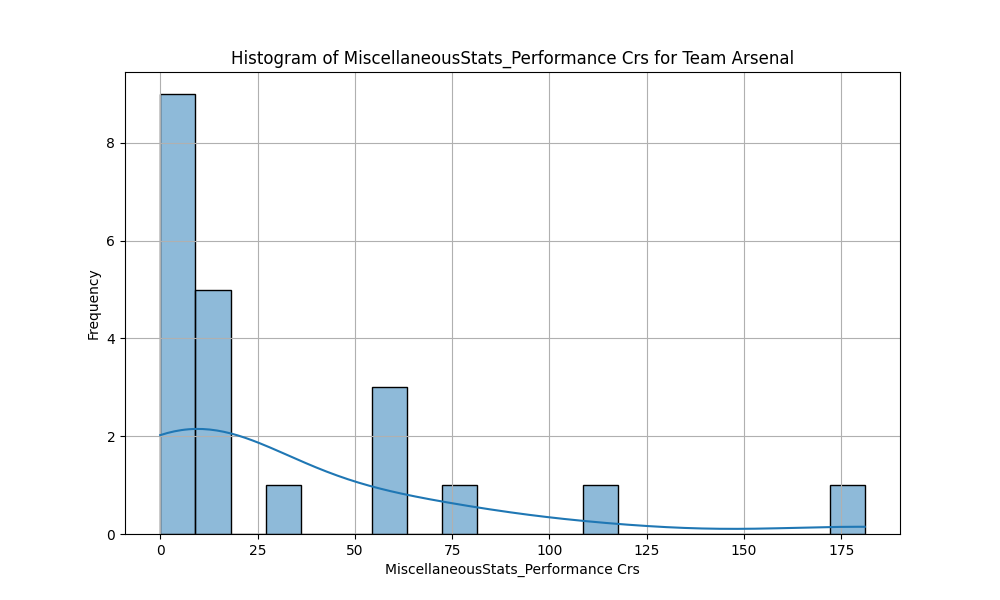 Histogram of MiscellaneousStats_Performance Crs for Team Arsenal
8
6
4
2
0
Frequency
0 25 50 75 100 125 150 175
MiscellaneousStats_Performance Crs